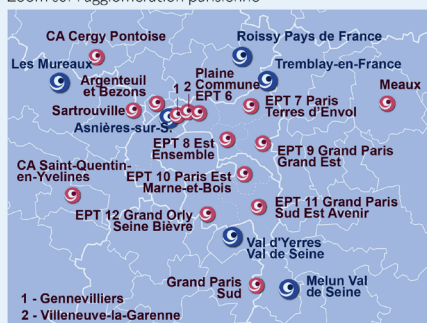 Zoom sur l'agglomération parisienne
CA Cergy Pontoise
Roissy Pays de France
Les Mureaux
Argenteuil
et Bezons
1
2
Plaine
Commune
EPT 6
Tremblay-en-France
Meaux
Sartrouville
EPT 7 Paris
Terres d'Envol
Asnières-sur-S.
EPT 8 Est
Ensemble
EPT 9 Grand Paris
Grand Est
CA Saint-Quentin-
en-Yvelines
EPT 10 Paris Est
Marne-et-Bois
EPT 11 Grand Paris
Sud Est Avenir
EPT 12 Grand Orly
Seine Bièvre
Val d'Yerres
Val de Seine
Grand Paris
Sud
Melun Val
de Seine
1 - Gennevilliers
2 - Villeneuve-la-Garenne